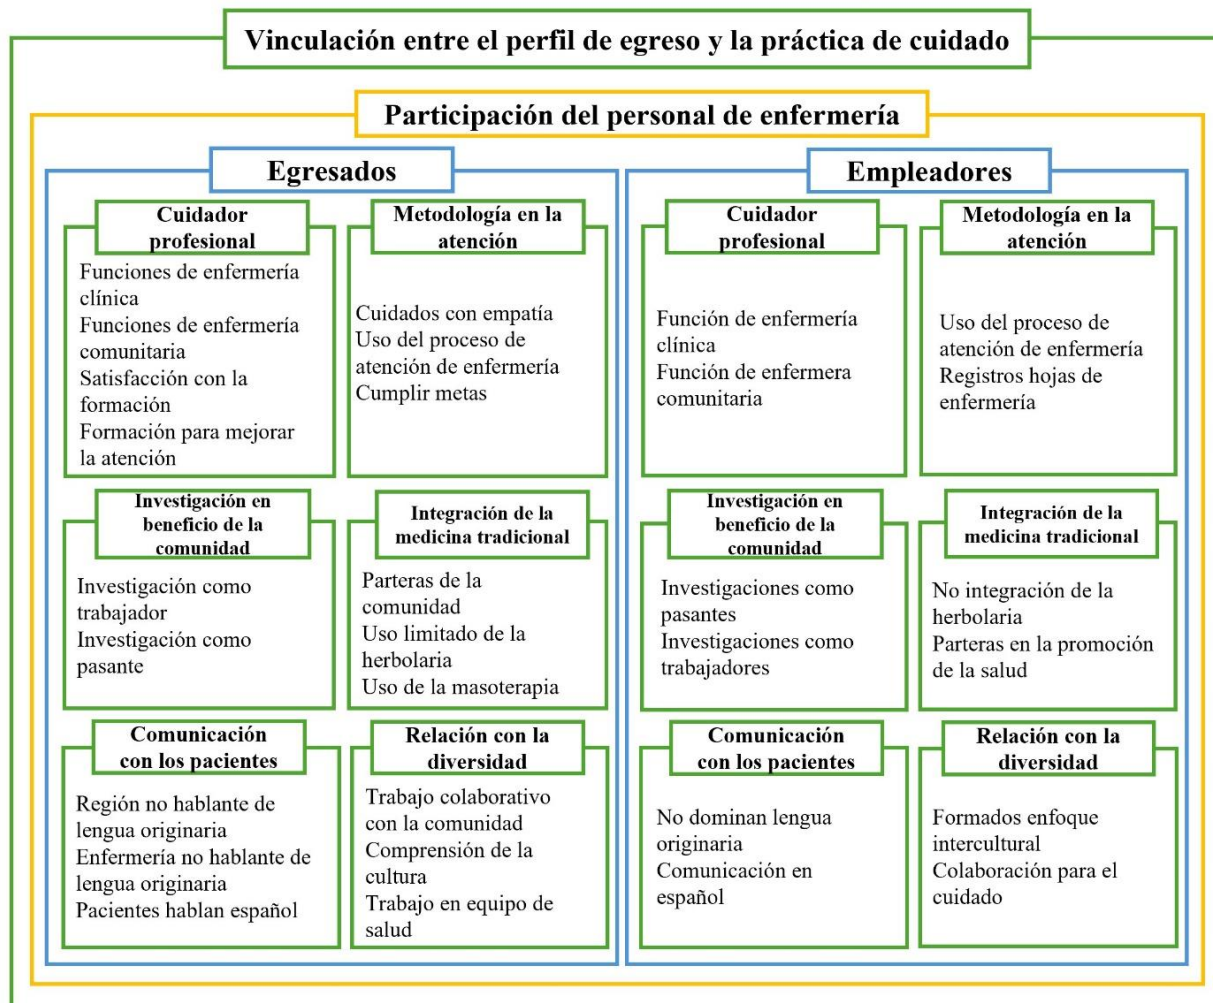 Vinculación entre el perfil de egreso y la práctica de cuidado
Participación del personal de enfermería
Egresados
Cuidador
profesional
Funciones de enfermería
clínica
Funciones de enfermería
comunitaria
Satisfacción con la
formación
Formación para mejorar
la atención
Metodología en la
atención
Cuidados con empatía
Uso del proceso de
atención de enfermería
Cumplir metas
Investigación en
beneficio de la
comunidad
Investigación como
trabajador
Investigación como
pasante
Integración de la
medicina tradicional
Parteras de la
comunidad
Uso limitado de la
herbolaria
Uso de la masoterapia
Comunicación
con los pacientes
Región no hablante de
lengua originaria
Enfermería no hablante de
lengua originaria
Pacientes hablan español
Relación con la
diversidad
Trabajo colaborativo
con la comunidad
Comprensión de la
cultura
Trabajo en equipo de
salud
Empleadores
Cuidador
profesional
Función de enfermería
clínica
Función de enfermera
comunitaria
Metodología en la
atención
Uso del proceso de
atención de enfermería
Registros hojas de
enfermería
Investigación en
beneficio de la
comunidad
Investigaciones como
pasantes
Investigaciones como
trabajadores
Integración de la
medicina tradicional
No integración de la
herbolaria
Parteras en la promoción
de la salud
Comunicación
con los pacientes
No dominan lengua
originaria
Comunicación en
español
Relación con la
diversidad
Formados enfoque
intercultural
Colaboración para el
cuidado